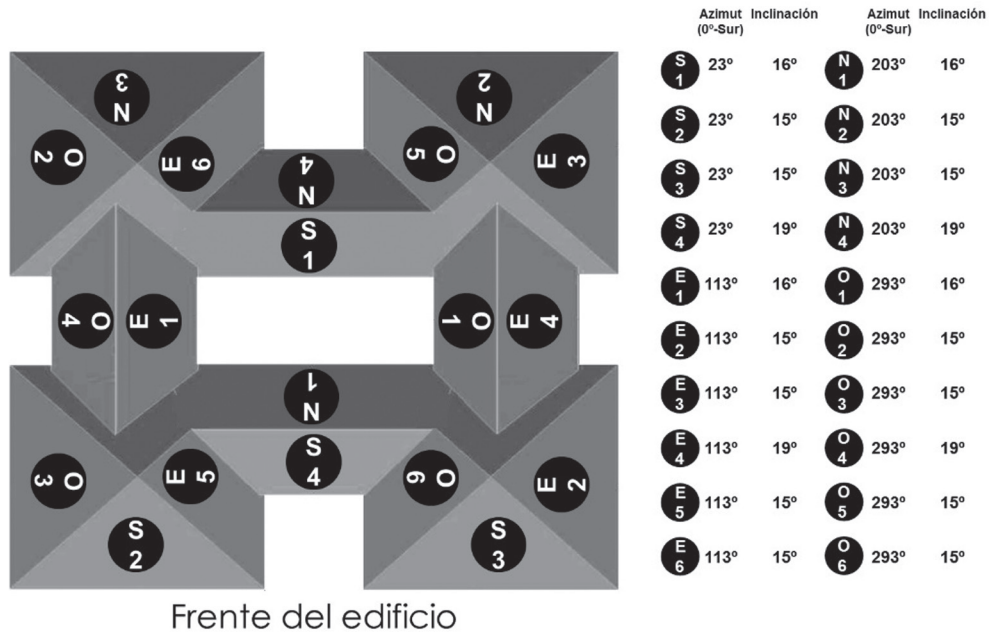 Azimut Inclinación Azimut Inclinación
(0º-Sur) (0º-Sur)
S 1 23º 16º N 1 203º 16º
S 2 23º 15º N 2 203º 15º
S 3 23º 15º N 3 203º 15º
S 4 23º 19º N 4 203º 19º
E 1 113º 16º O 1 293º 16º
E 2 113º 15º O 2 293º 15º
E 3 113º 15º O 3 293º 15º
E 4 113º 19º O 4 293º 19º
E 5 113º 15º O 5 293º 15º
E 6 113º 15º O 6 293º 15º
N 3
N 2
O 2
E 6
O 5
E 3
N 4
S 1
O 4
E 1
O 1
E 4
N 1
S 4
O 3
E 5
O 6
E 2
S 2
S 3
Frente del edificio